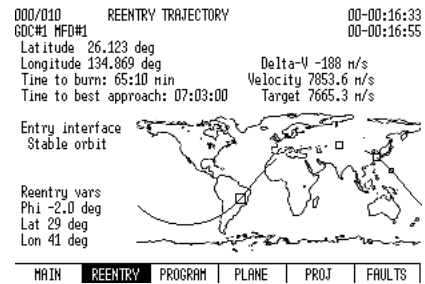 000/010 REENTRY TRAJECTORY 00-00:16:33
GDC#1 MFD#1 00-00:16:55
Latitude 26.123 deg
Longitude 134.869 deg Delta-V -188 m/s
Time to burn: 65:10 min Velocity 7853.6 m/s
Time to best approach: 07:03:00 Target 7665.3 m/s
Entry interface
Stable orbit
Reentry vars
Phi -2.0 deg
Lat 29 deg
Lon 41 deg
MAIN REENTRY PROGRAM PLANE PROJ FAULTS